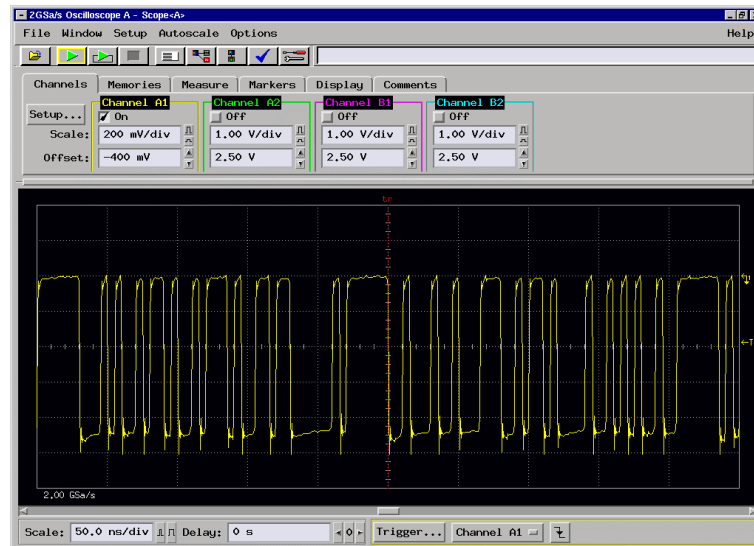 2GSa/s Oscilloscope A - Scope<A>
File Window Setup Autoscale Options Help
Channels Memories Measure Markers Display Comments
Channel A1 Channel A2 Channel B1 Channel B2
Setup... On Off Off Off
Scale: 200 mV/div 1.00 V/div 1.00 V/div 1.00 V/div
Offset: -400 mV 2.50 V 2.50 V 2.50 V
tr
T
2.00 GSa/s
Scale: 50.0 ns/div Delay: 0 s 0 Trigger... Channel A1